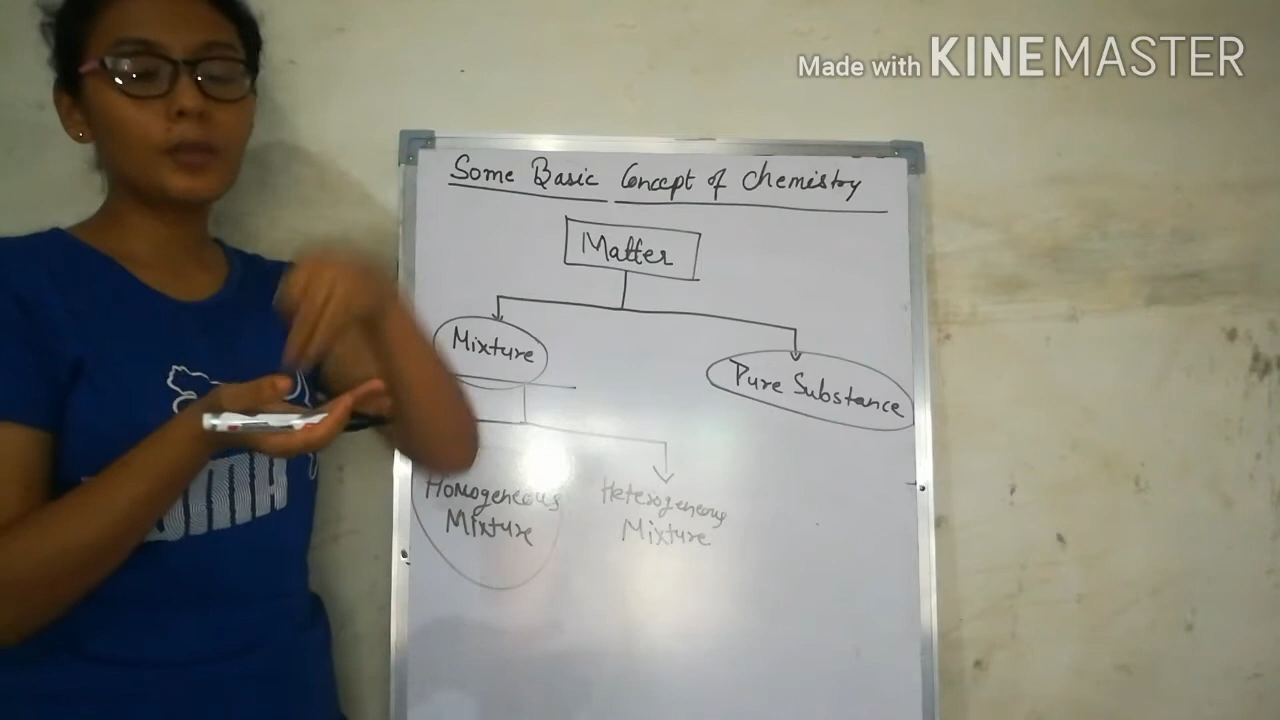 Made with KINEMASTER
Some Basic Concept of Chemistry
Matter
Mixture
Pure Substance
Homogeneous
Mixture
Heterogeneous
Mixture